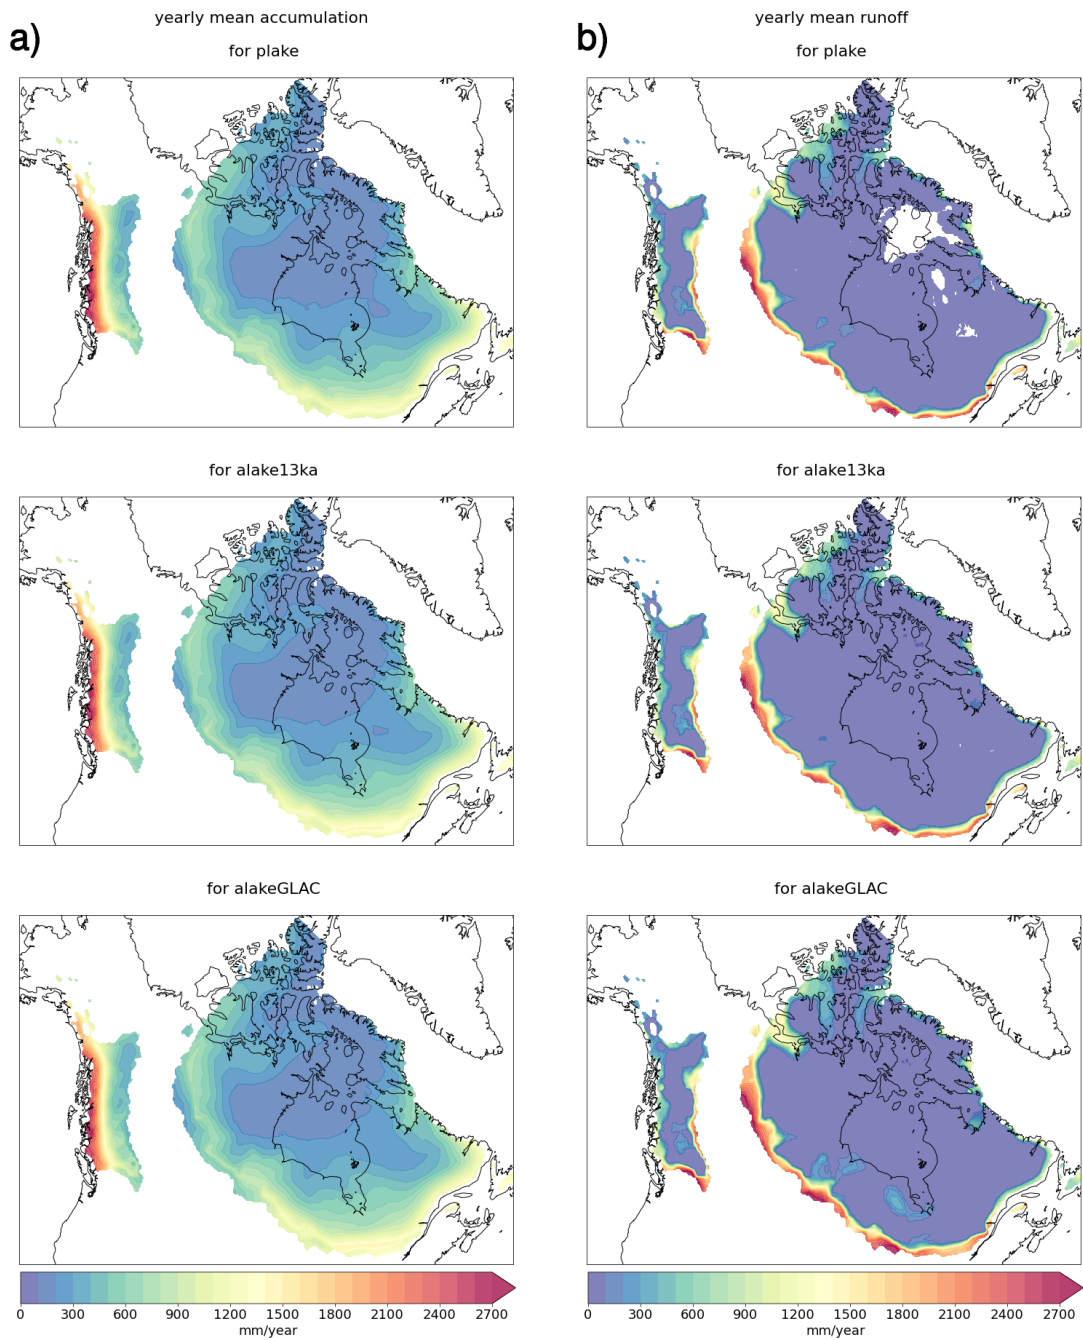 a)
yearly mean accumulation
for plake
b)
yearly mean runoff
for plake
for alake13ka
for alake13ka
for alakeGLAC
for alakeGLAC
0 300 600 900 1200 1500 1800 2100 2400 2700
mm/year
0 300 600 900 1200 1500 1800 2100 2400 2700
mm/year